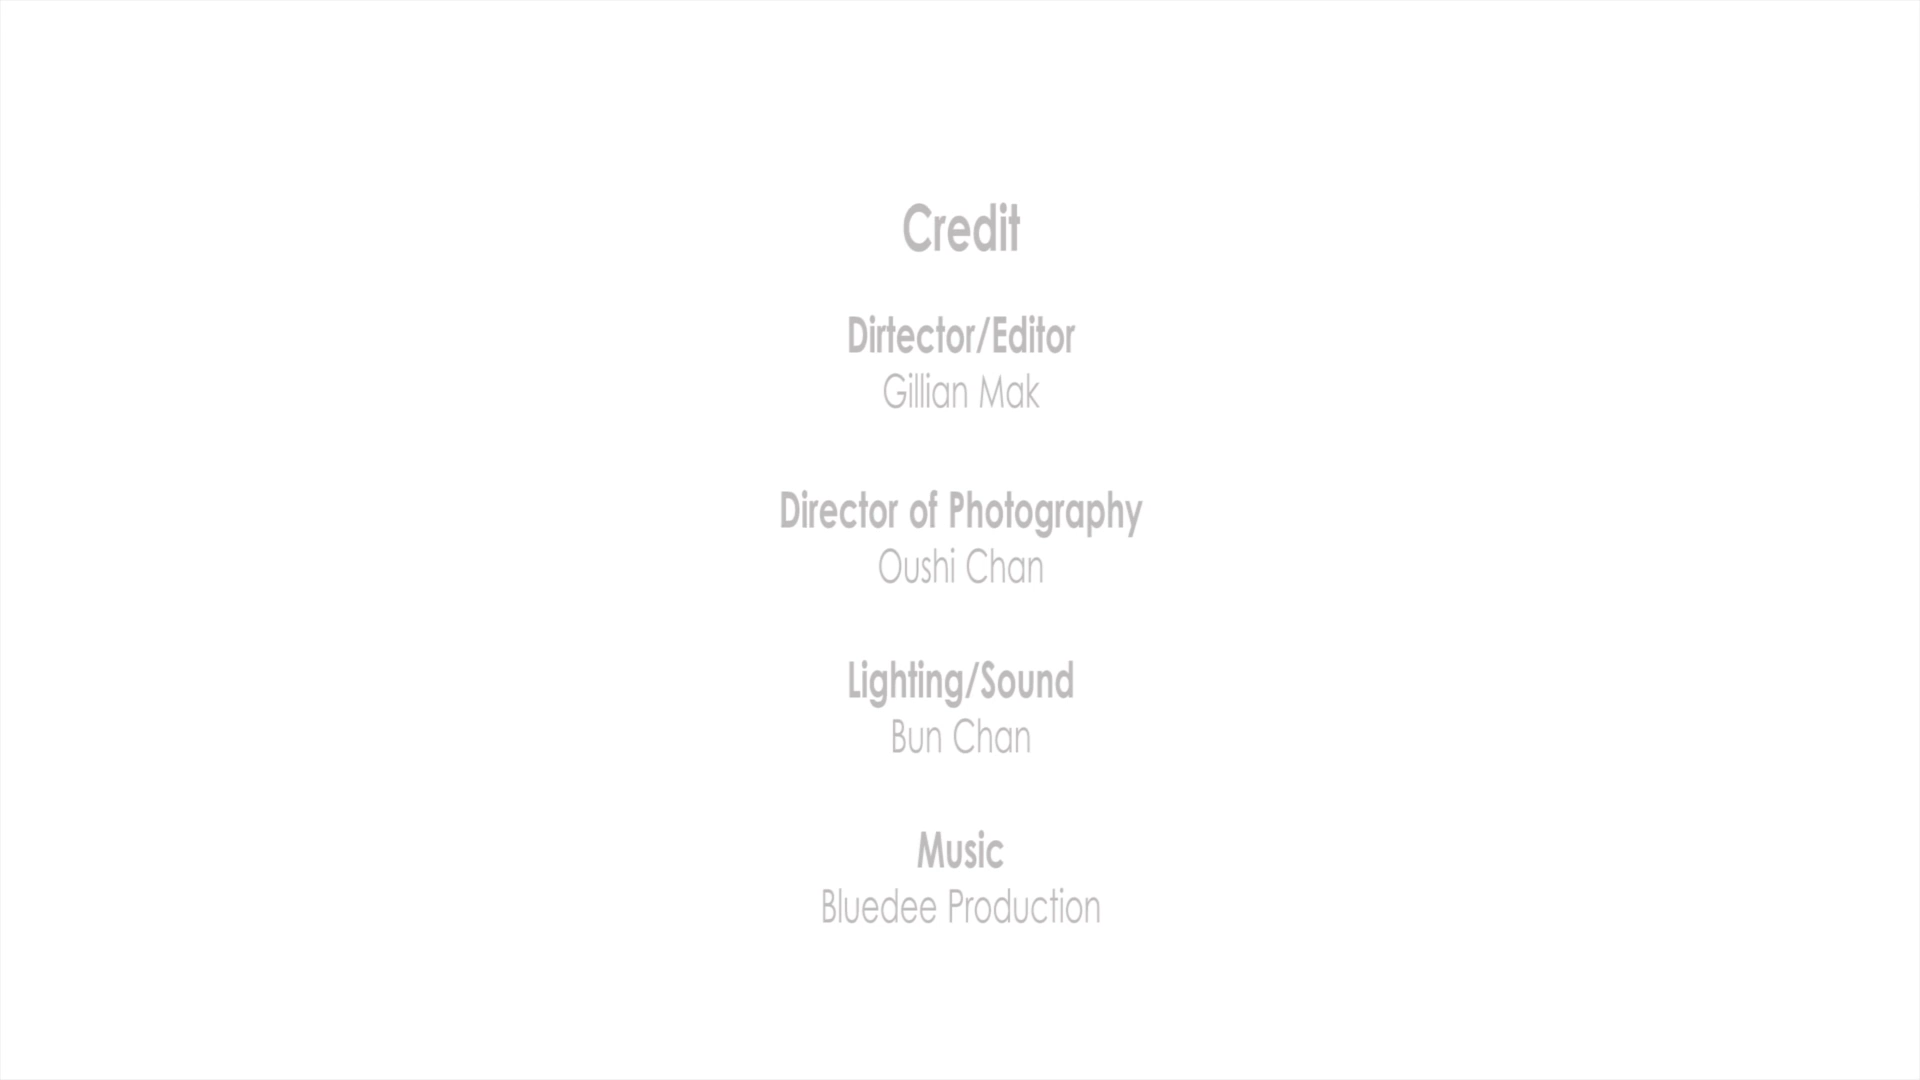 Credit
Dirtector/Editor
Gillian Mak
Director of Photography
Oushi Chan
Lighting/Sound
Bun Chan
Music
Bluedee Production